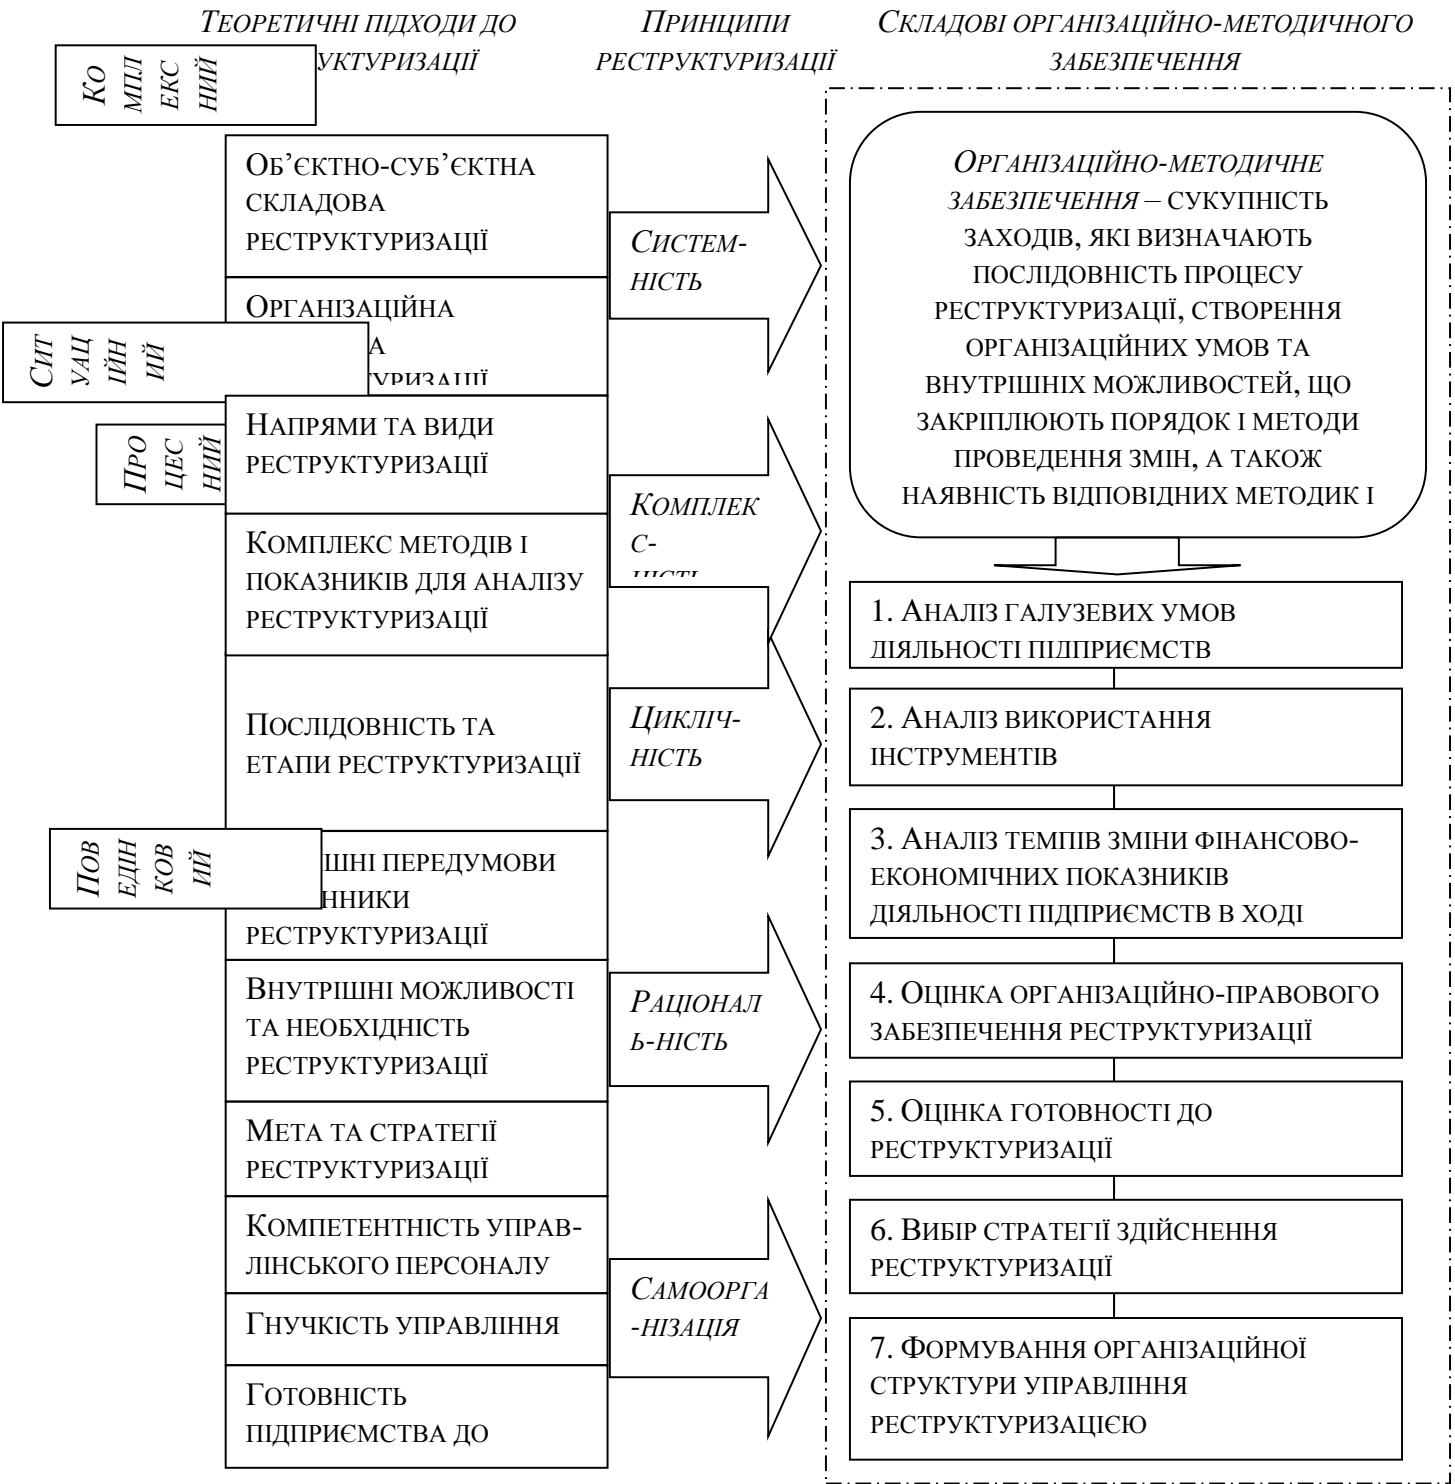 ТЕОРЕТИЧНІ ПІДХОДИ ДО
УКТУРИЗАЦІЇ
ПРИНЦИПИ
РЕСТРУКТУРИЗАЦІЇ
СКЛАДОВІ ОРГАНІЗАЦІЙНО-МЕТОДИЧНОГО
ЗАБЕЗПЕЧЕННЯ
КО
МПЛ
ЕКС
НИЙ
ОБ’ЄКТНО-СУБ’ЄКТНА
СКЛАДОВА
РЕСТРУКТУРИЗАЦІЇ
ОРГАНІЗАЦІЙНА
А
ТУРИЗАЦІЇ
СИТ
УАЦ
ІЙН
ИЙ
НАПРЯМИ ТА ВИДИ
РЕСТРУКТУРИЗАЦІЇ
ПРО
ЦЕС
НИЙ
КОМПЛЕКС МЕТОДІВ І
ПОКАЗНИКІВ ДЛЯ АНАЛІЗУ
РЕСТРУКТУРИЗАЦІЇ
ПОСЛІДОВНІСТЬ ТА
ЕТАПИ РЕСТРУКТУРИЗАЦІЇ
ПОВ
ЕДІН
КОВ
ИЙ
ШНІ ПЕРЕДУМОВИ
ННИКИ
РЕСТРУКТУРИЗАЦІЇ
ВНУТРІШНІ МОЖЛИВОСТІ
ТА НЕОБХІДНІСТЬ
РЕСТРУКТУРИЗАЦІЇ
МЕТА ТА СТРАТЕГІЇ
РЕСТРУКТУРИЗАЦІЇ
КОМПЕТЕНТНІСТЬ УПРАВ-
ЛІНСЬКОГО ПЕРСОНАЛУ
ГНУЧКІСТЬ УПРАВЛІННЯ
ГОТОВНІСТЬ
ПІДПРИЄМСТВА ДО
СИСТЕМ-
НІСТЬ
КОМПЛЕК
С-
НІСТЬ
ЦИКЛІЧ-
НІСТЬ
РАЦІОНАЛ
Ь-НІСТЬ
САМООРГА
-НІЗАЦІЯ
ОРГАНІЗАЦІЙНО-МЕТОДИЧНЕ
ЗАБЕЗПЕЧЕННЯ – СУКУПНІСТЬ
ЗАХОДІВ, ЯКІ ВИЗНАЧАЮТЬ
ПОСЛІДОВНІСТЬ ПРОЦЕСУ
РЕСТРУКТУРИЗАЦІЇ, СТВОРЕННЯ
ОРГАНІЗАЦІЙНИХ УМОВ ТА
ВНУТРІШНІХ МОЖЛИВОСТЕЙ, ЩО
ЗАКРІПЛЮЮТЬ ПОРЯДОК І МЕТОДИ
ПРОВЕДЕННЯ ЗМІН, А ТАКОЖ
НАЯВНІСТЬ ВІДПОВІДНИХ МЕТОДИК І
1. АНАЛІЗ ГАЛУЗЕВИХ УМОВ
ДІЯЛЬНОСТІ ПІДПРИЄМСТВ
2. АНАЛІЗ ВИКОРИСТАННЯ
ІНСТРУМЕНТІВ
3. АНАЛІЗ ТЕМПІВ ЗМІНИ ФІНАНСОВО-
ЕКОНОМІЧНИХ ПОКАЗНИКІВ
ДІЯЛЬНОСТІ ПІДПРИЄМСТВ В ХОДІ
4. ОЦІНКА ОРГАНІЗАЦІЙНО-ПРАВОВОГО
ЗАБЕЗПЕЧЕННЯ РЕСТРУКТУРИЗАЦІЇ
5. ОЦІНКА ГОТОВНОСТІ ДО
РЕСТРУКТУРИЗАЦІЇ
6. ВИБІР СТРАТЕГІЇ ЗДІЙСНЕННЯ
РЕСТРУКТУРИЗАЦІЇ
7. ФОРМУВАННЯ ОРГАНІЗАЦІЙНОЇ
СТРУКТУРИ УПРАВЛІННЯ
РЕСТРУКТУРИЗАЦІЄЮ